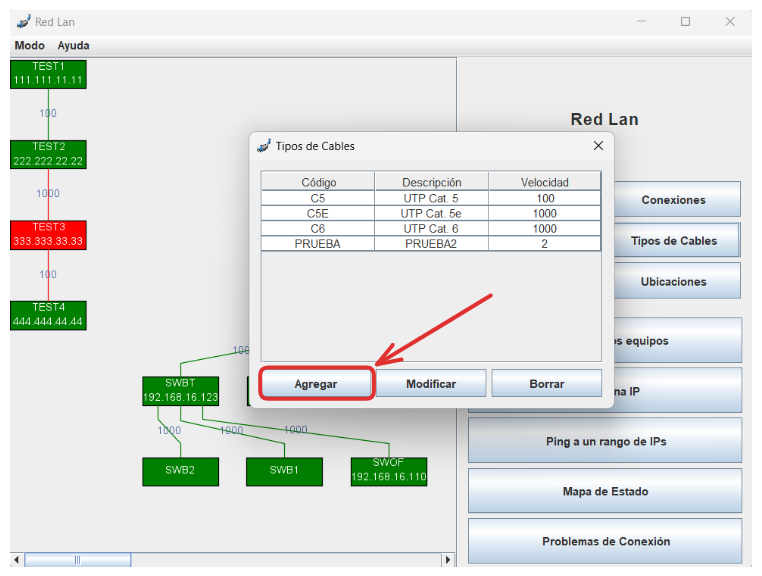 Red Lan
Modo Ayuda
TEST1
111.111.11.11
100
TEST2
222.222.22.22
1000
TEST3
333.333.33.33
100
TEST4
444.444.44.44
100
SWBT
192.168.16.123
1000
1000
1000
SWB2
SWB1
SWOF
192.168.16.110
Tipos de Cables
Código Descripción Velocidad
C5 UTP Cat. 5 100
C5E UTP Cat. 5e 1000
C6 UTP Cat. 6 1000
PRUEBA PRUEBA2 2
Agregar Modificar Borrar
Red Lan
Conexiones
Tipos de Cables
Ubicaciones
equipos
IP
Ping a un rango de IPs
Mapa de Estado
Problemas de Conexión